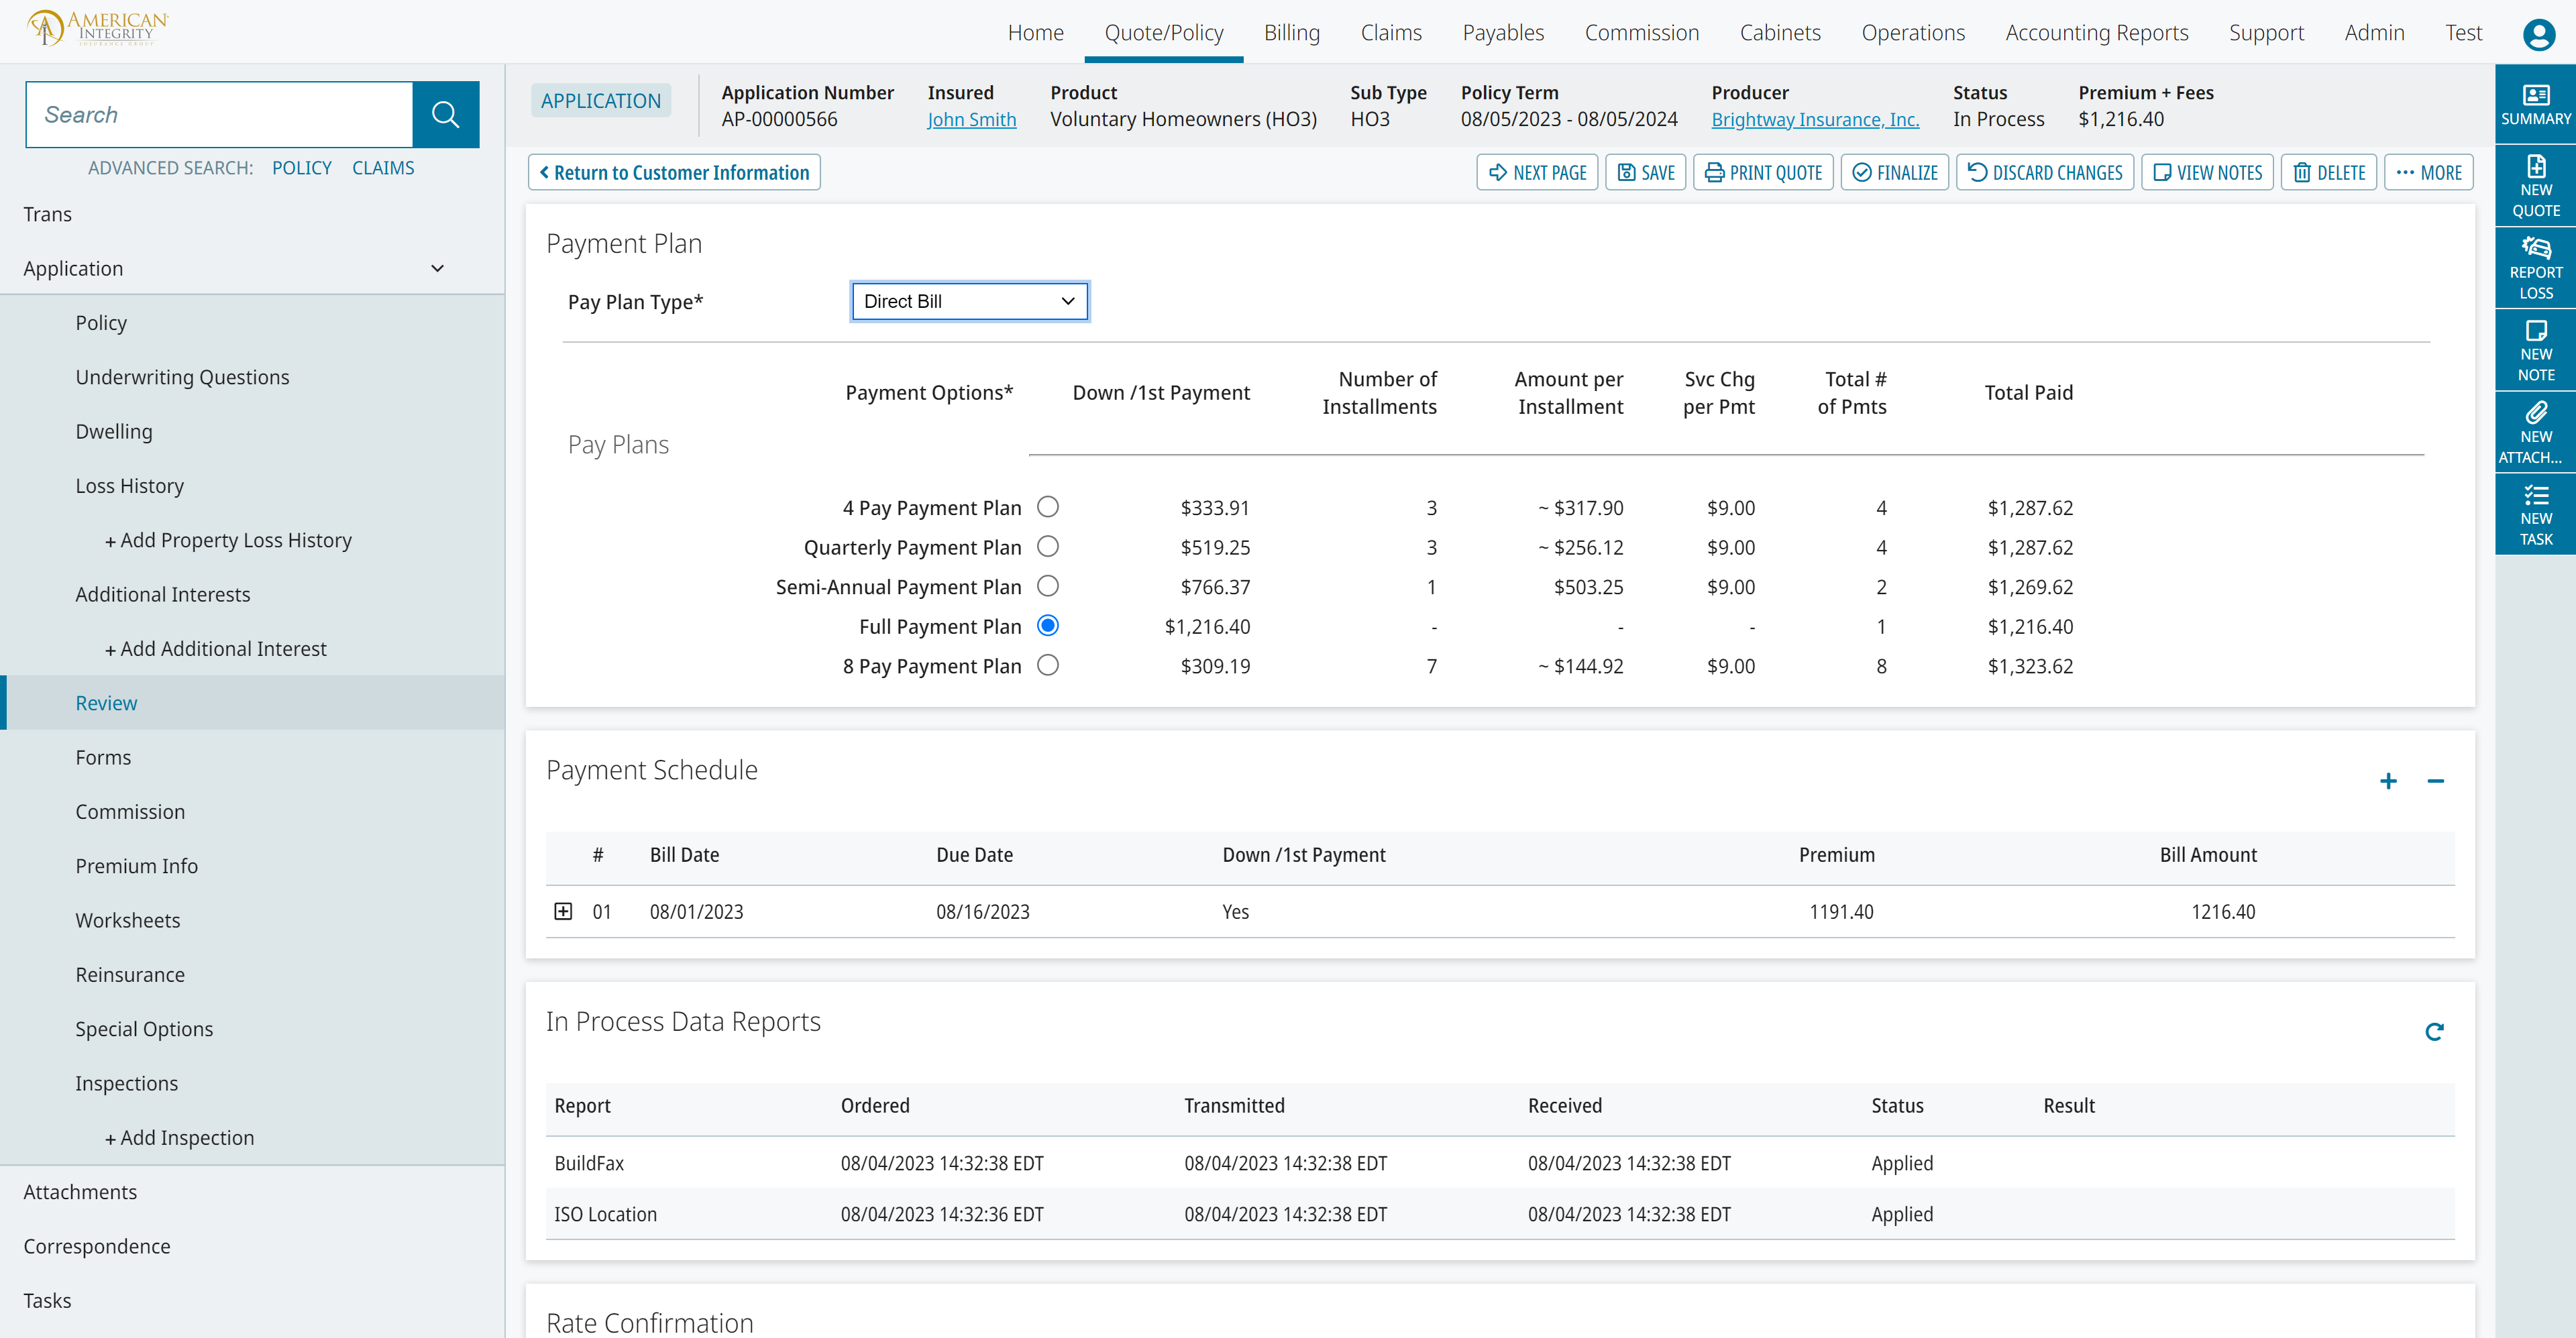 AMERICAN
INTEGRITY
INSURANCE GROUP
Home Quote/Policy Billing Claims Payables Commission Cabinets Operations Accounting Reports Support Admin Test
Search
ADVANCED SEARCH: POLICY CLAIMS
Trans
Application
Policy
Underwriting Questions
Dwelling
Loss History
+ Add Property Loss History
Additional Interests
+ Add Additional Interest
Review
Forms
Commission
Premium Info
Worksheets
Reinsurance
Special Options
Inspections
+ Add Inspection
Attachments
Correspondence
Tasks
APPLICATION
Application Number Insured Product Sub Type Policy Term Producer Status Premium + Fees
AP-00000566 John Smith Voluntary Homeowners (HO3) HO3 08/05/2023 - 08/05/2024 Brightway Insurance, Inc. In Process $1,216.40
Return to Customer Information NEXT PAGE SAVE PRINT QUOTE FINALIZE DISCARD CHANGES VIEW NOTES DELETE ... MORE
Payment Plan
Pay Plan Type* Direct Bill
Payment Options* Down /1st Payment Number of Installments Amount per Installment Svc Chg per Pmt Total # of Pmts Total Paid
Pay Plans
4 Pay Payment Plan $333.91 3 ~ $317.90 $9.00 4 $1,287.62
Quarterly Payment Plan $519.25 3 ~ $256.12 $9.00 4 $1,287.62
Semi-Annual Payment Plan $766.37 1 $503.25 $9.00 2 $1,269.62
Full Payment Plan $1,216.40 - - - 1 $1,216.40
8 Pay Payment Plan $309.19 7 ~ $144.92 $9.00 8 $1,323.62
Payment Schedule
# Bill Date Due Date Down /1st Payment Premium Bill Amount
01 08/01/2023 08/16/2023 Yes 1191.40 1216.40
In Process Data Reports
Report Ordered Transmitted Received Status Result
BuildFax 08/04/2023 14:32:38 EDT 08/04/2023 14:32:38 EDT 08/04/2023 14:32:38 EDT Applied
ISO Location 08/04/2023 14:32:36 EDT 08/04/2023 14:32:38 EDT 08/04/2023 14:32:38 EDT Applied
Rate Confirmation
SUMMARY
NEW
QUOTE
REPORT
LOSS
NEW
NOTE
NEW
ATTACH...
NEW
TASK